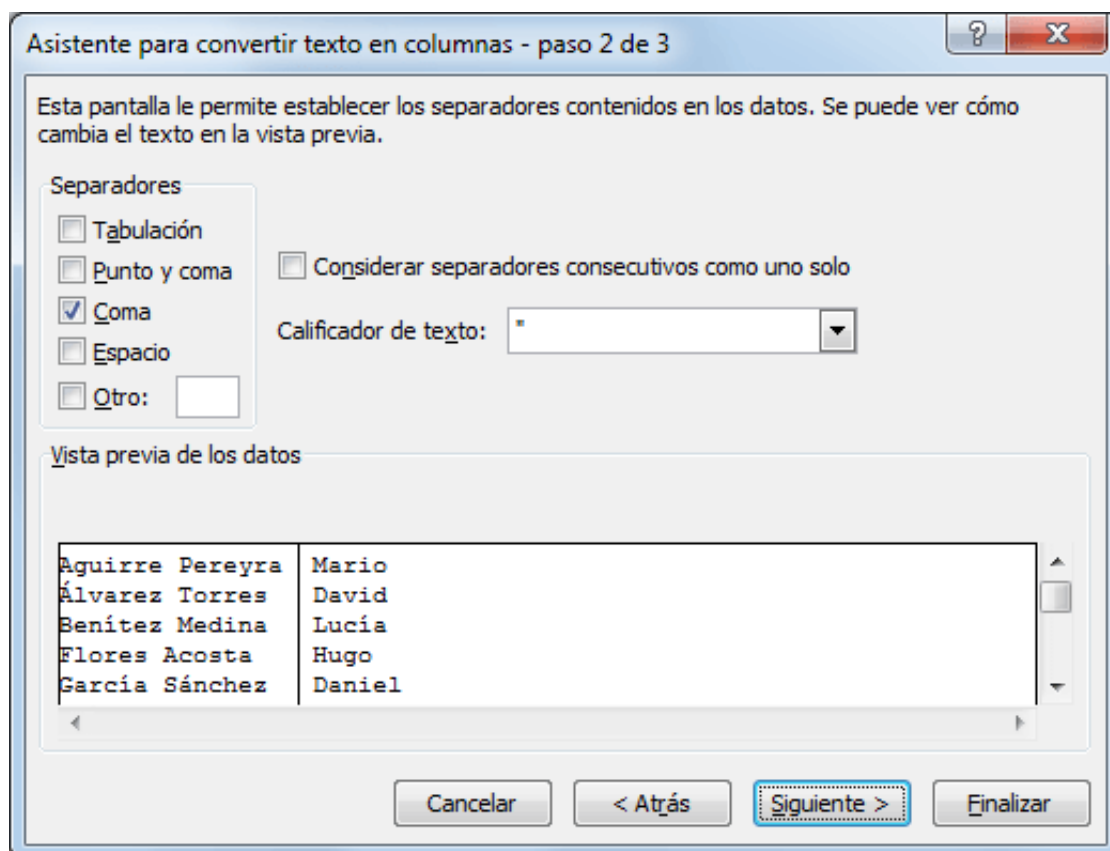 Asistente para convertir texto en columnas - paso 2 de 3
?
Esta pantalla le permite establecer los separadores contenidos en los datos. Se puede ver cómo
cambia el texto en la vista previa.
Separadores
Tabulación
Punto y coma
Coma
Espacio
Otro:
Considerar separadores consecutivos como uno solo
Calificador de texto: "
Vista previa de los datos
Aguirre Pereyra Mario
Álvarez Torres David
Benítez Medina Lucía
Flores Acosta Hugo
García Sánchez Daniel
Cancelar < Atrás Siguiente > Finalizar